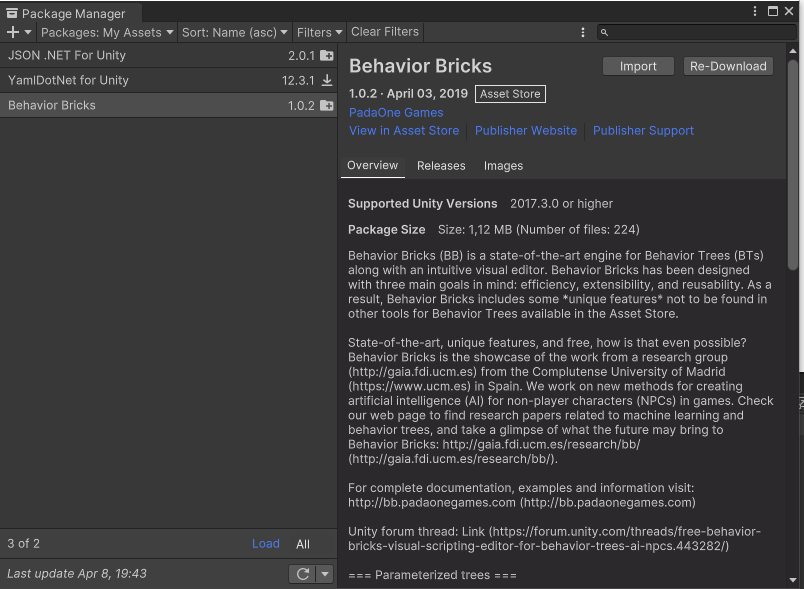 Package Manager
Packages: My Assets Sort: Name (asc) Filters Clear Filters
JSON .NET For Unity 2.0.1
YamlDotNet for Unity 12.3.1
Behavior Bricks 1.0.2
3 of 2 Load All
Last update Apr 8, 19:43
Behavior Bricks Import Re-Download
1.0.2 · April 03, 2019 Asset Store
PadaOne Games
View in Asset Store Publisher Website Publisher Support
Overview Releases Images
Supported Unity Versions 2017.3.0 or higher
Package Size Size: 1,12 MB (Number of files: 224)
Behavior Bricks (BB) is a state-of-the-art engine for Behavior Trees (BTs)
along with an intuitive visual editor. Behavior Bricks has been designed
with three main goals in mind: efficiency, extensibility, and reusability. As a
result, Behavior Bricks includes some *unique features* not to be found in
other tools for Behavior Trees available in the Asset Store.
State-of-the-art, unique features, and free, how is that even possible?
Behavior Bricks is the showcase of the work from a research group
(http://gaia.fdi.ucm.es) from the Complutense University of Madrid
(https://www.ucm.es) in Spain. We work on new methods for creating
artificial intelligence (AI) for non-player characters (NPCs) in games. Check
our web page to find research papers related to machine learning and
behavior trees, and take a glimpse of what the future may bring to
Behavior Bricks: http://gaia.fdi.ucm.es/research/bb/
(http://gaia.fdi.ucm.es/research/bb/).
For complete documentation, examples and information visit:
http://bb.padaonegames.com (http://bb.padaonegames.com)
Unity forum thread: Link (https://forum.unity.com/threads/free-behavior-
bricks-visual-scripting-editor-for-behavior-trees-ai-npcs.443282/)
=== Parameterized trees ===